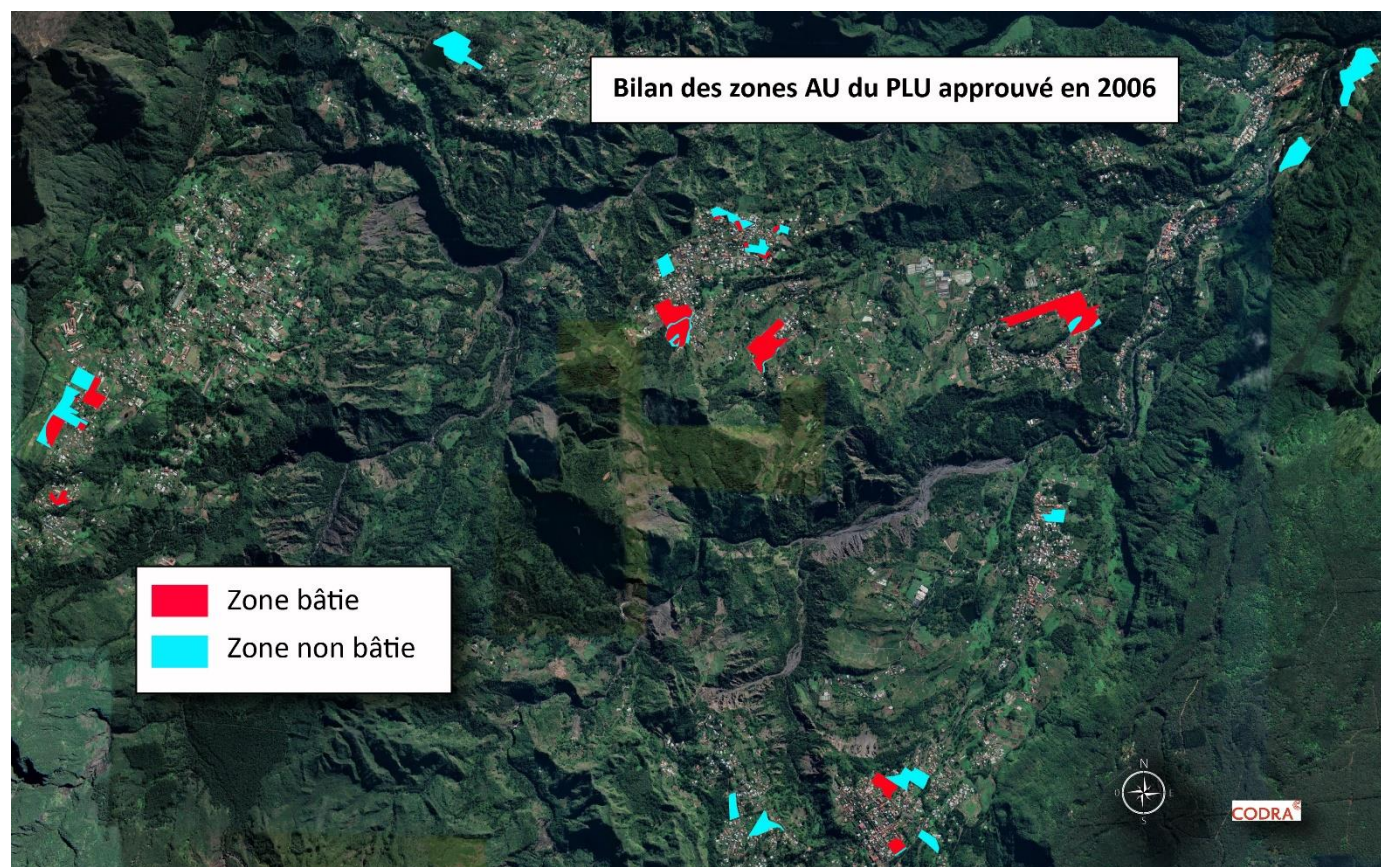 Bilan des zones AU du PLU approuvé en 2006
Zone bâtie
Zone non bâtie
N
O
E
S
CODRA©